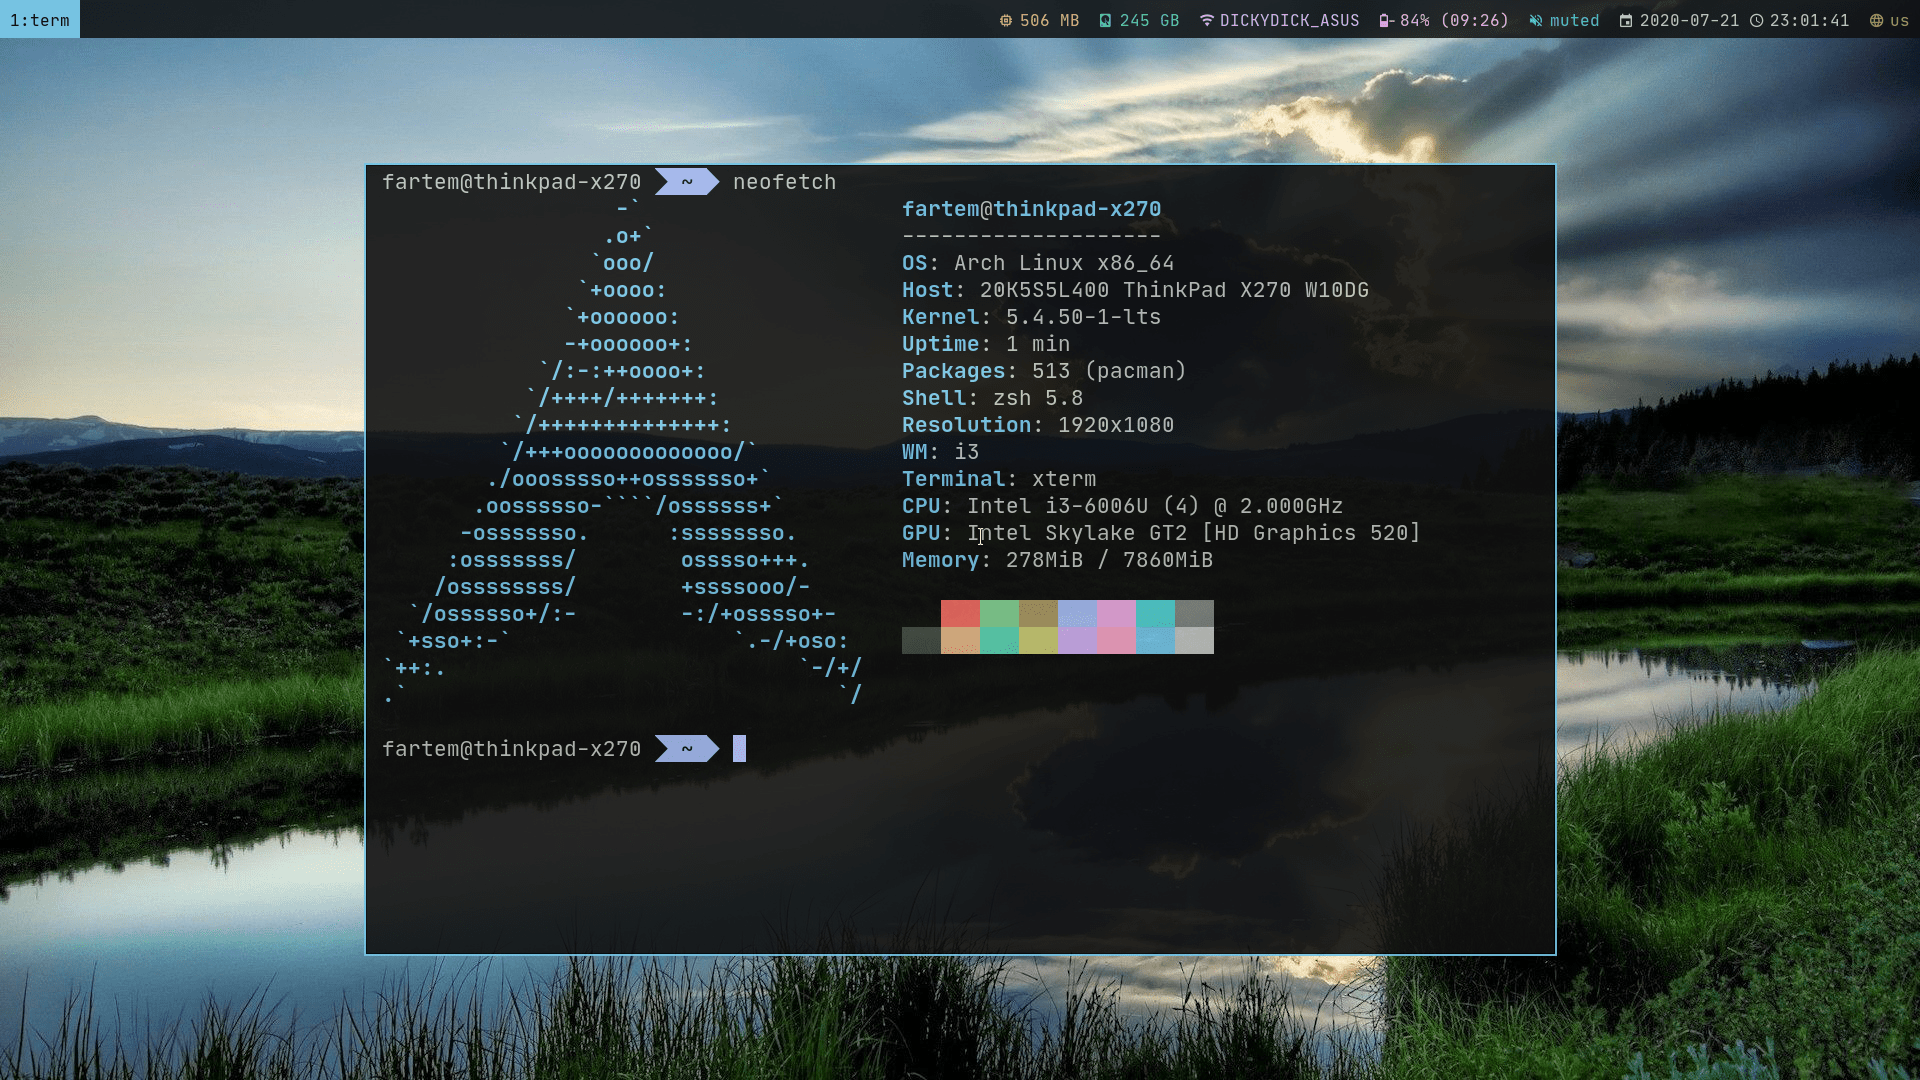 1:term 506 MB 245 GB DICKYDICK_ASUS 84% (09:26) muted 2020-07-21 23:01:41 us
fartem@thinkpad-x270 ~ neofetch
-`
.o+`
`ooo/
`+oooo:
`+oooooo:
-+oooooo+:
`/:-:++oooo+:
`/++++/+++++++:
`/++++++++++++++:
`/+++ooooooooooooo/`
./ooosssso++osssssso+`
.oossssso-````/ossssss+`
-osssssso. :ssssssso.
:osssssss/ osssso+++.
/ossssssss/ +ssssooo/-
`/ossssso+/:- -:/+osssso+-
`+sso+:-` `.-/+oso:
`++:. `-/+/
.` `/
fartem@thinkpad-x270
--------------------
OS: Arch Linux x86_64
Host: 20K5S5L400 ThinkPad X270 W10DG
Kernel: 5.4.50-1-lts
Uptime: 1 min
Packages: 513 (pacman)
Shell: zsh 5.8
Resolution: 1920x1080
WM: i3
Terminal: xterm
CPU: Intel i3-6006U (4) @ 2.000GHz
GPU: Intel Skylake GT2 [HD Graphics 520]
Memory: 278MiB / 7860MiB
fartem@thinkpad-x270 ~